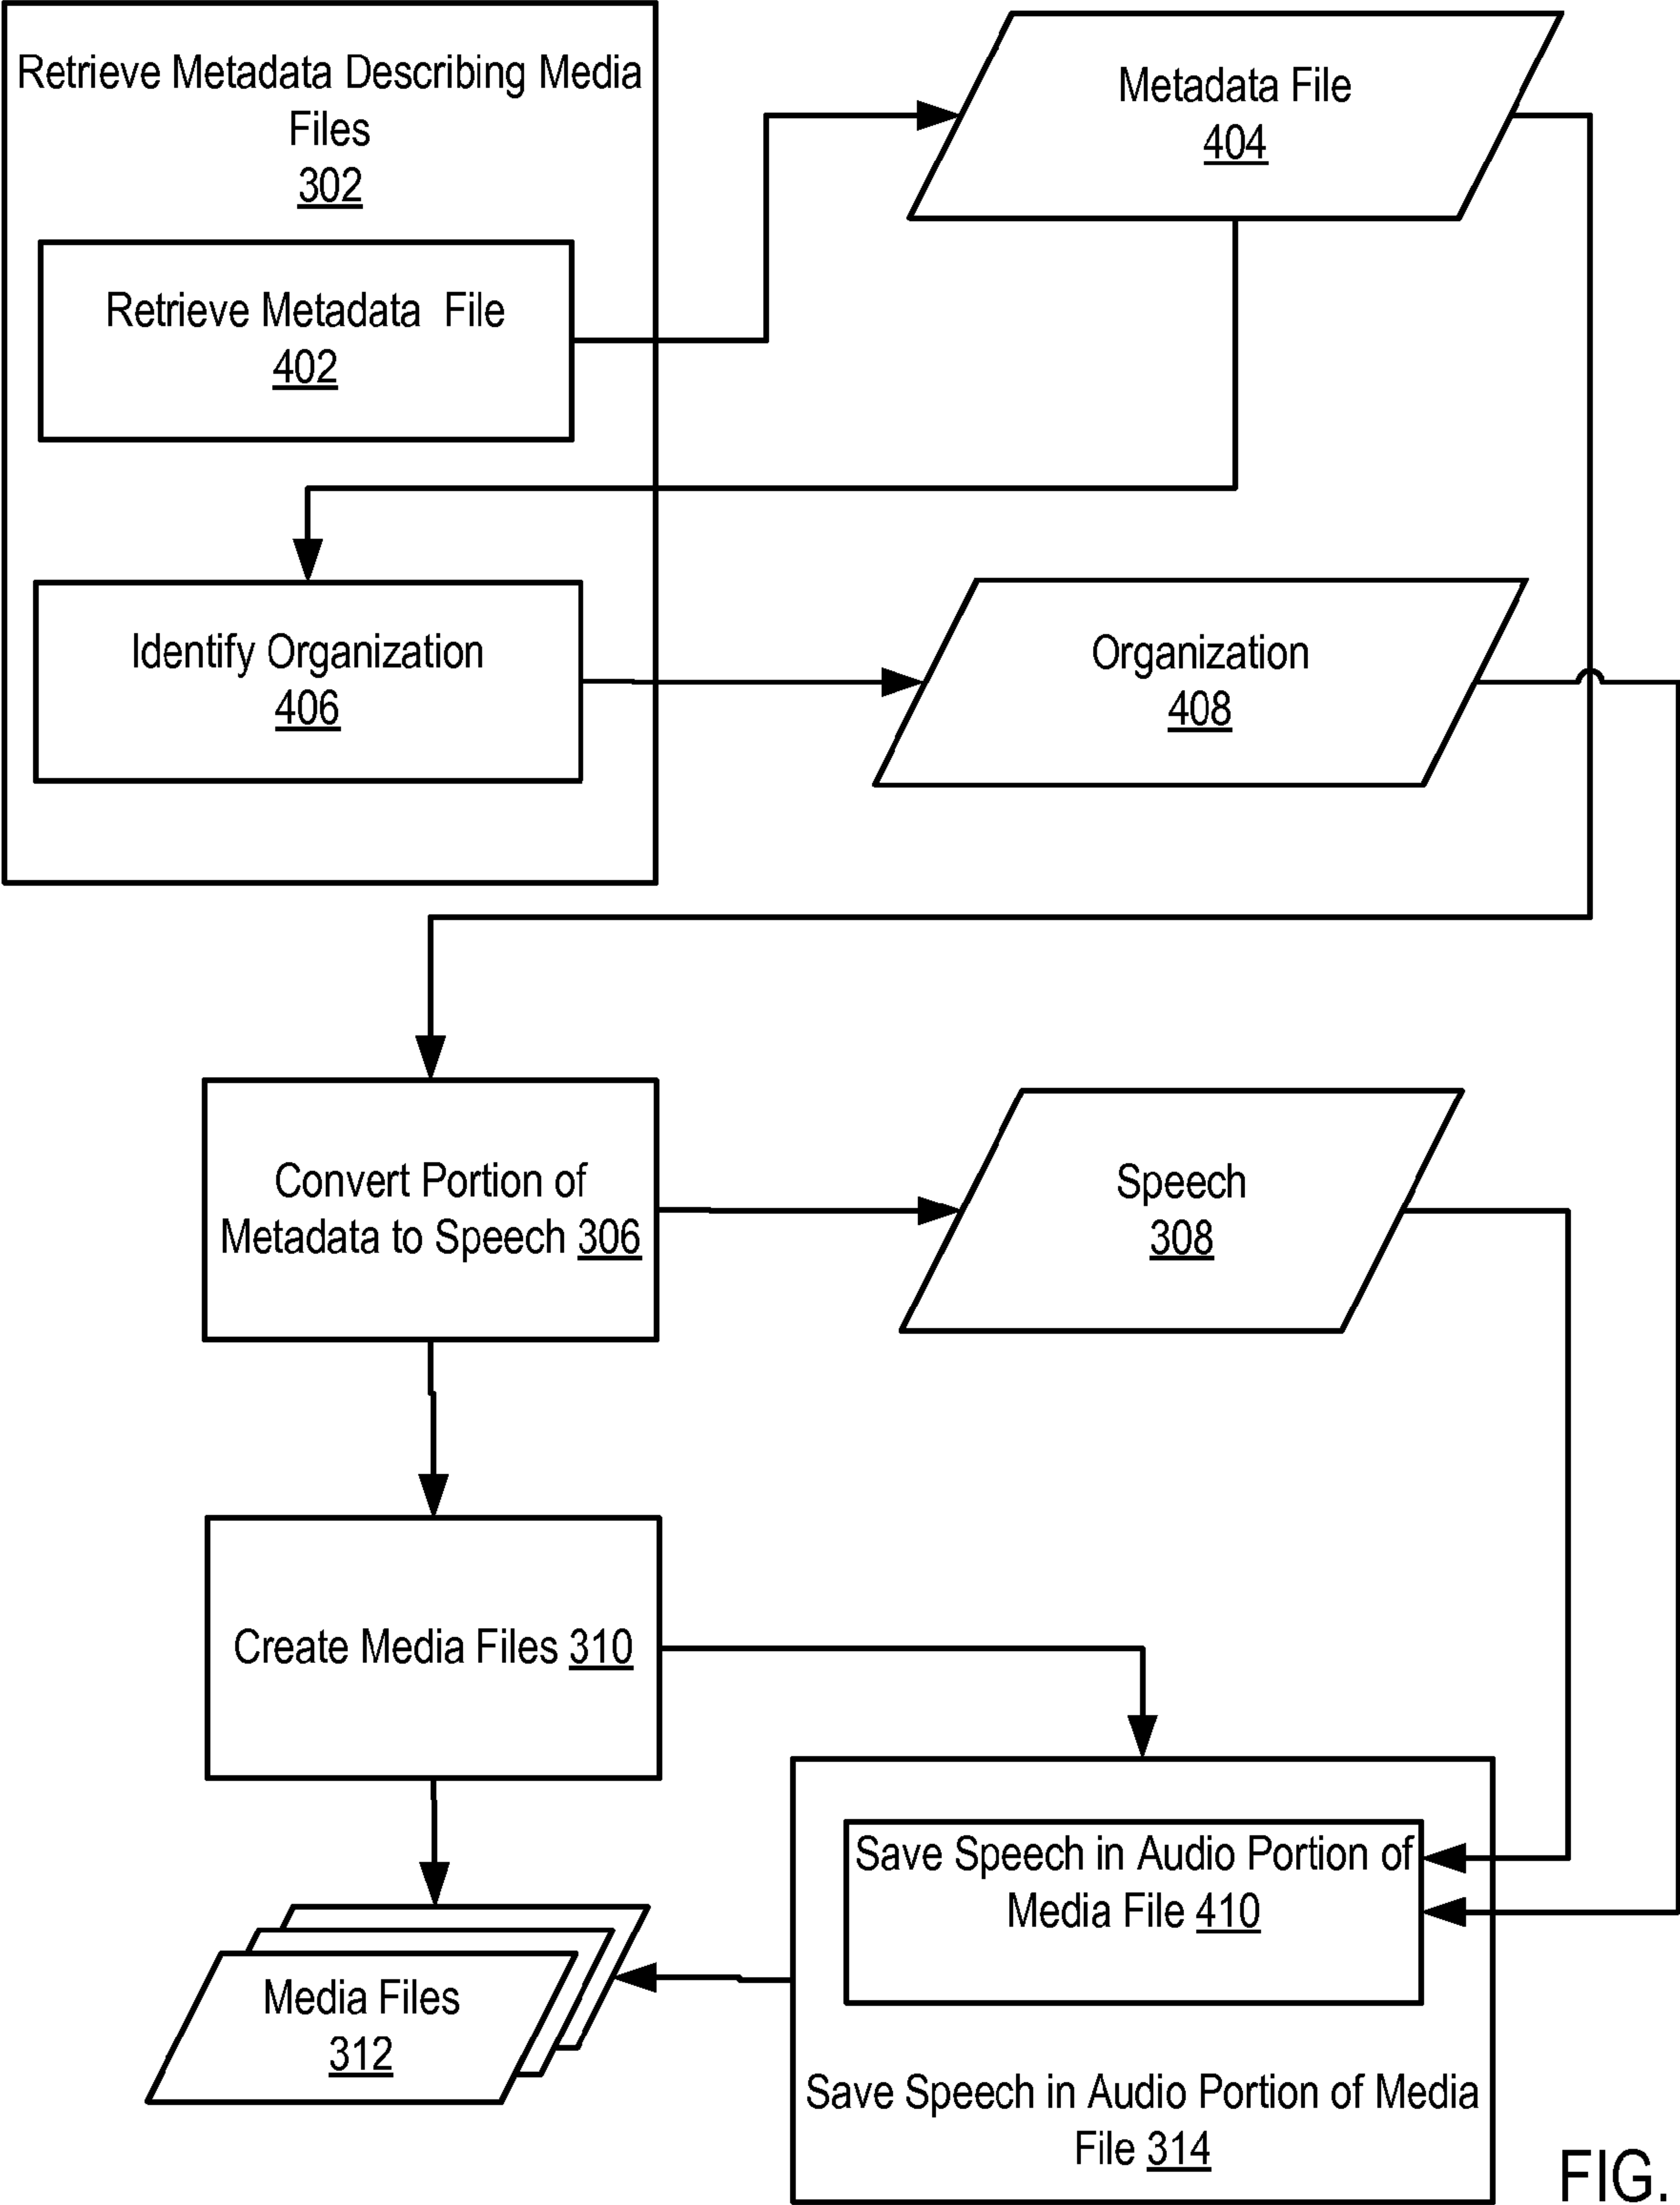 Retrieve Metadata Describing Media
Files
302
Metadata File
404
Retrieve Metadata File
402
Identify Organization
406
Organization
408
Convert Portion of
Metadata to Speech 306
Speech
308
Create Media Files 310
Save Speech in Audio Portion of
Media File 410
Media Files
312
Save Speech in Audio Portion of Media
File 314
FIG.